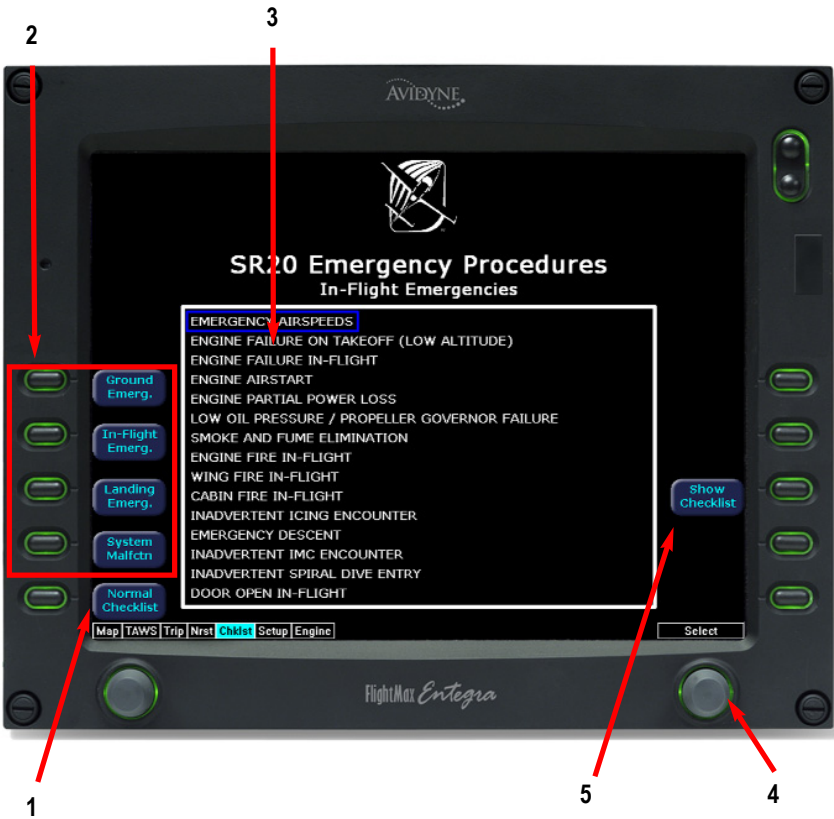 2
3
AVIDYNE
SR20 Emergency Procedures
In-Flight Emergencies
EMERGENCY AIRSPEEDS
ENGINE FAILURE ON TAKEOFF (LOW ALTITUDE)
ENGINE FAILURE IN-FLIGHT
ENGINE AIRSTART
ENGINE PARTIAL POWER LOSS
LOW OIL PRESSURE / PROPELLER GOVERNOR FAILURE
SMOKE AND FUME ELIMINATION
ENGINE FIRE IN-FLIGHT
WING FIRE IN-FLIGHT
CABIN FIRE IN-FLIGHT
INADVERTENT ICING ENCOUNTER
EMERGENCY DESCENT
INADVERTENT IMC ENCOUNTER
INADVERTENT SPIRAL DIVE ENTRY
DOOR OPEN IN-FLIGHT
Ground
Emerg.
In-Flight
Emerg.
Landing
Emerg.
System
Malfctn
Normal
Checklist
Show
Checklist
Map TAWS Trip Nrst Chklst Setup Engine
Select
FlightMax Entegra
1
5
4